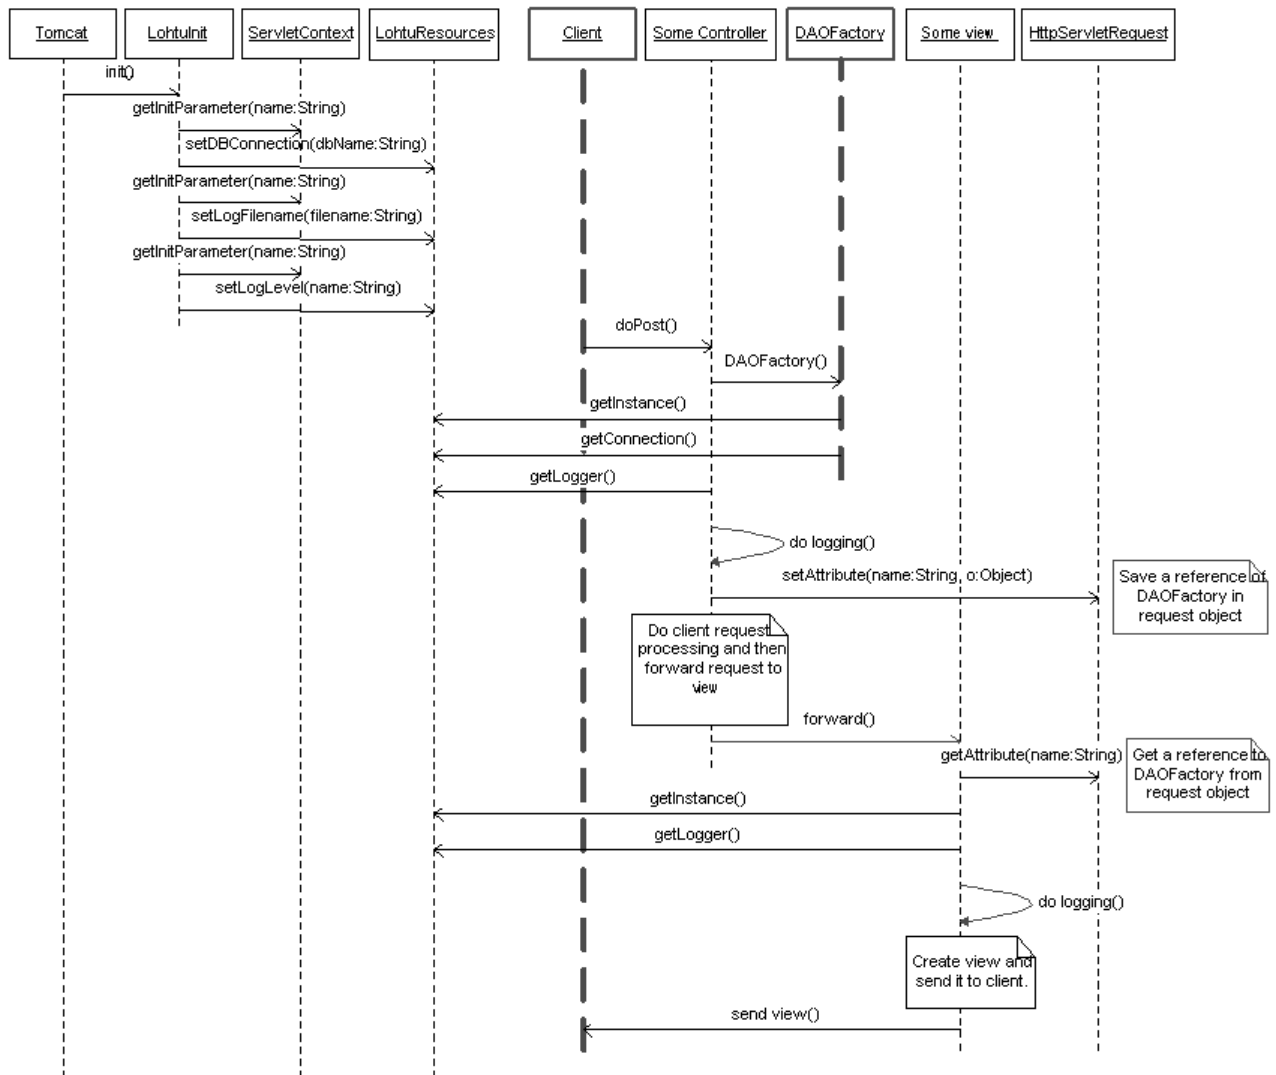 Tomcat
LohtuInit
ServletContext
LohtuResources
Client
Some Controller
DAOFactory
Some view
HttpServletRequest
init()
getInitParameter(name:String)
setDBConnection(dbName:String)
getInitParameter(name:String)
setLogFilename(filename:String)
getInitParameter(name:String)
setLogLevel(name:String)
doPost()
DAOFactory()
getInstance()
getConnection()
getLogger()
do logging()
setAttribute(name:String, o:Object)
Save a reference of
DAOFactory in
request object
Do client request
processing and then
forward request to
view
forward()
getAttribute(name:String)
Get a reference to
DAOFactory from
request object
getInstance()
getLogger()
do logging()
Create view and
send it to client.
send view()